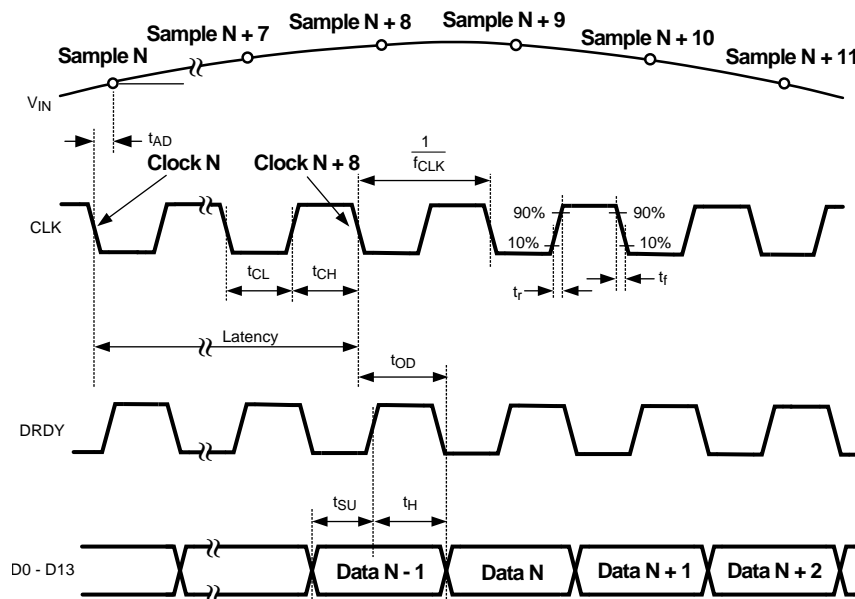 Sample N
Sample N + 7
Sample N + 8
Sample N + 9
Sample N + 10
Sample N + 11
VIN
tAD
Clock N
Clock N + 8
1
fCLK
CLK
90%
90%
10%
10%
tCL
tCH
tr
tf
Latency
tOD
DRDY
tSU
tH
D0 - D13
Data N - 1
Data N
Data N + 1
Data N + 2